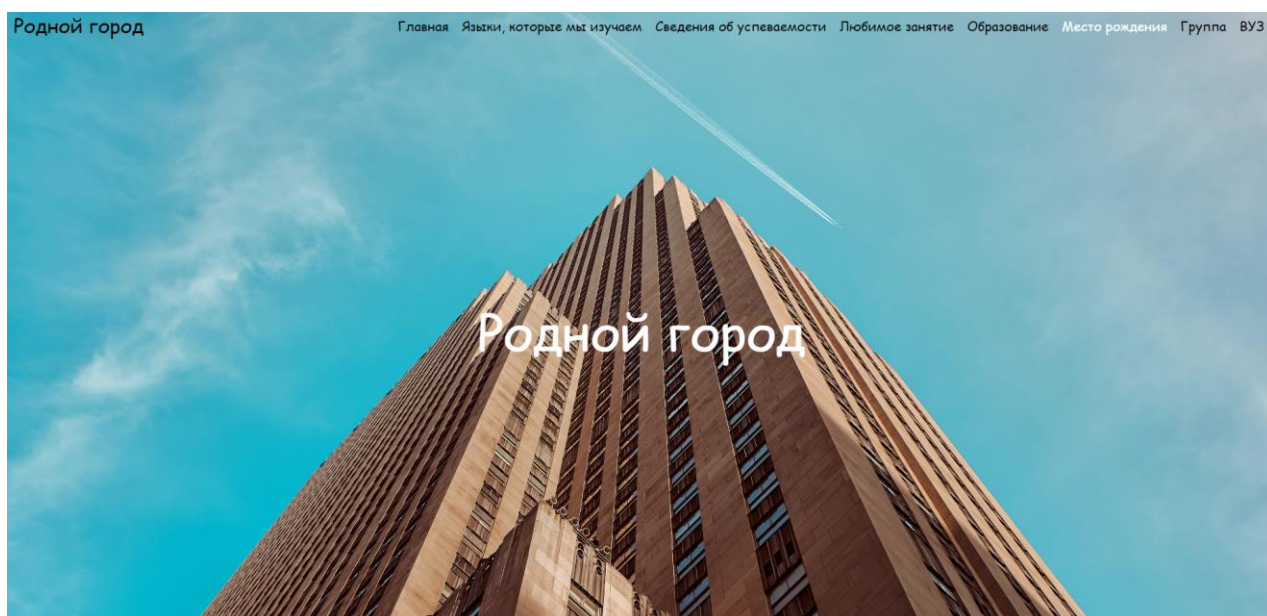 Родной город
Главная Языки, которые мы изучаем Сведения об успеваемости Любимое занятие Образование Место рождения Группа ВУЗ
Родной город